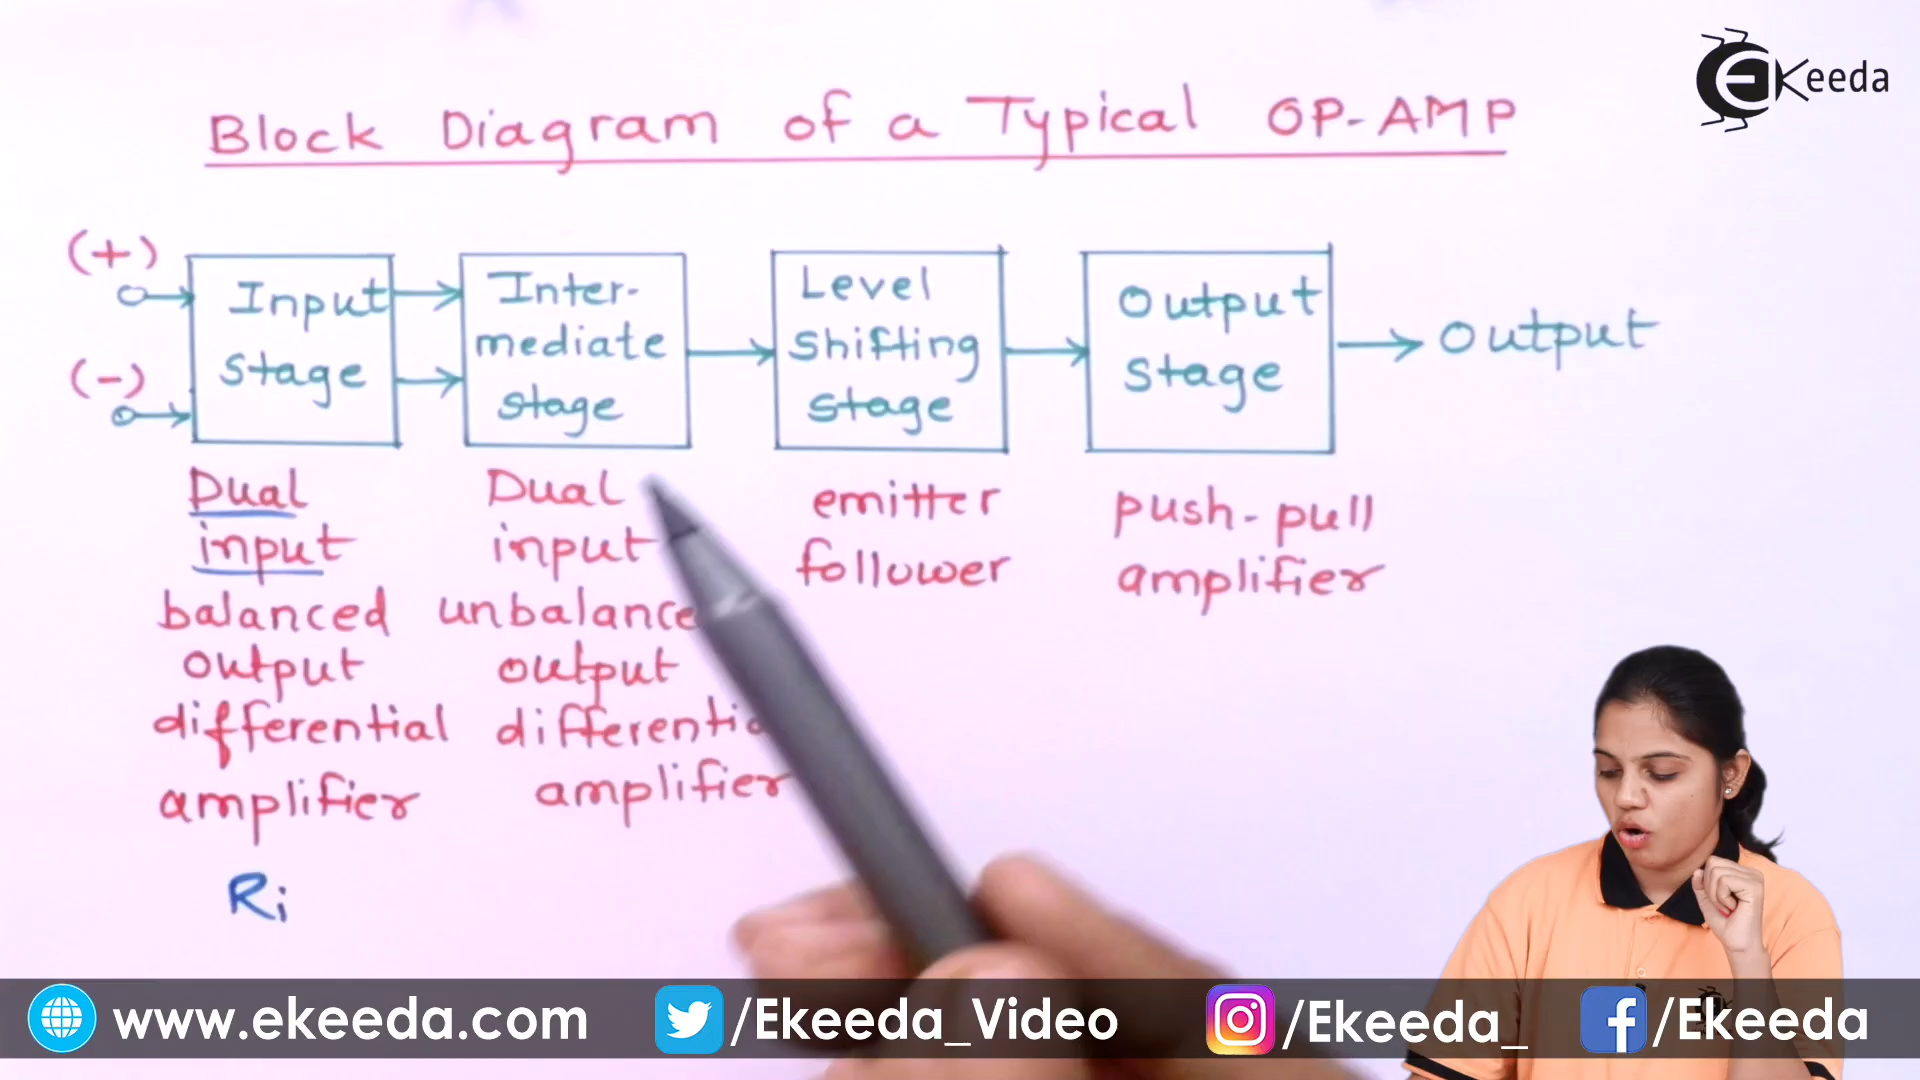 EKeeda
Block Diagram of a Typical OP-AMP
(+)
(-)
Input
stage
Inter-
mediate
stage
Level
shifting
stage
Output
stage
Output
Dual
input
balanced
output
differential
amplifier
Ri
Dual
input
output
amplifier
emitter
follower
push-pull
amplifier
www.ekeeda.com
/Ekeeda_Video
/Ekeeda_
/Ekeeda